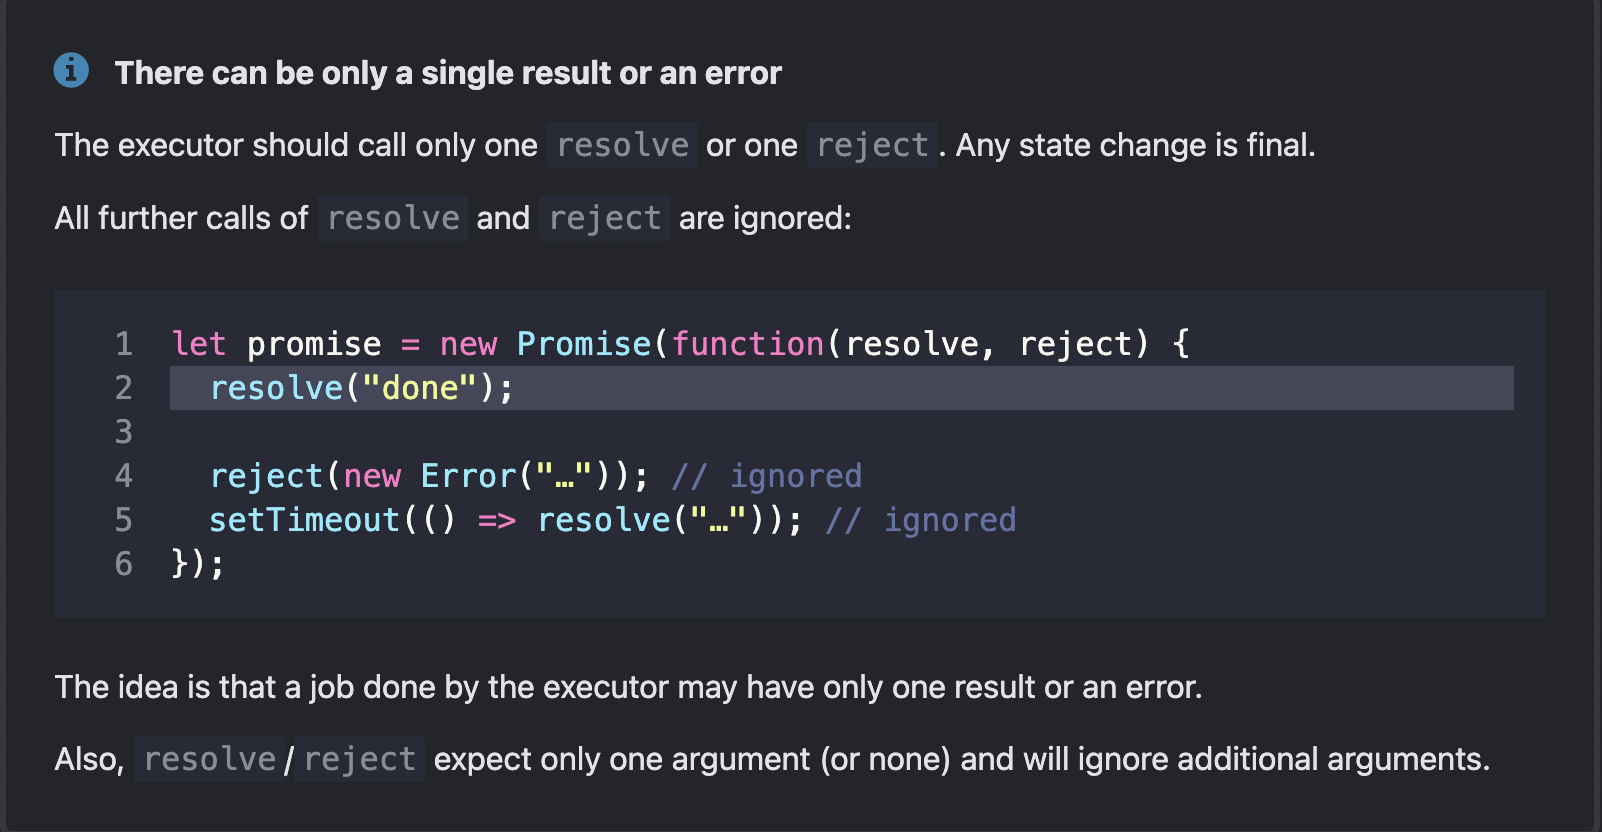 There can be only a single result or an error
The executor should call only one resolve or one reject. Any state change is final.
All further calls of resolve and reject are ignored:
1 let promise = new Promise(function(resolve, reject) {
2   resolve("done");
3
4   reject(new Error("…")); // ignored
5   setTimeout(() => resolve("…")); // ignored
6 });
The idea is that a job done by the executor may have only one result or an error.
Also, resolve/reject expect only one argument (or none) and will ignore additional arguments.